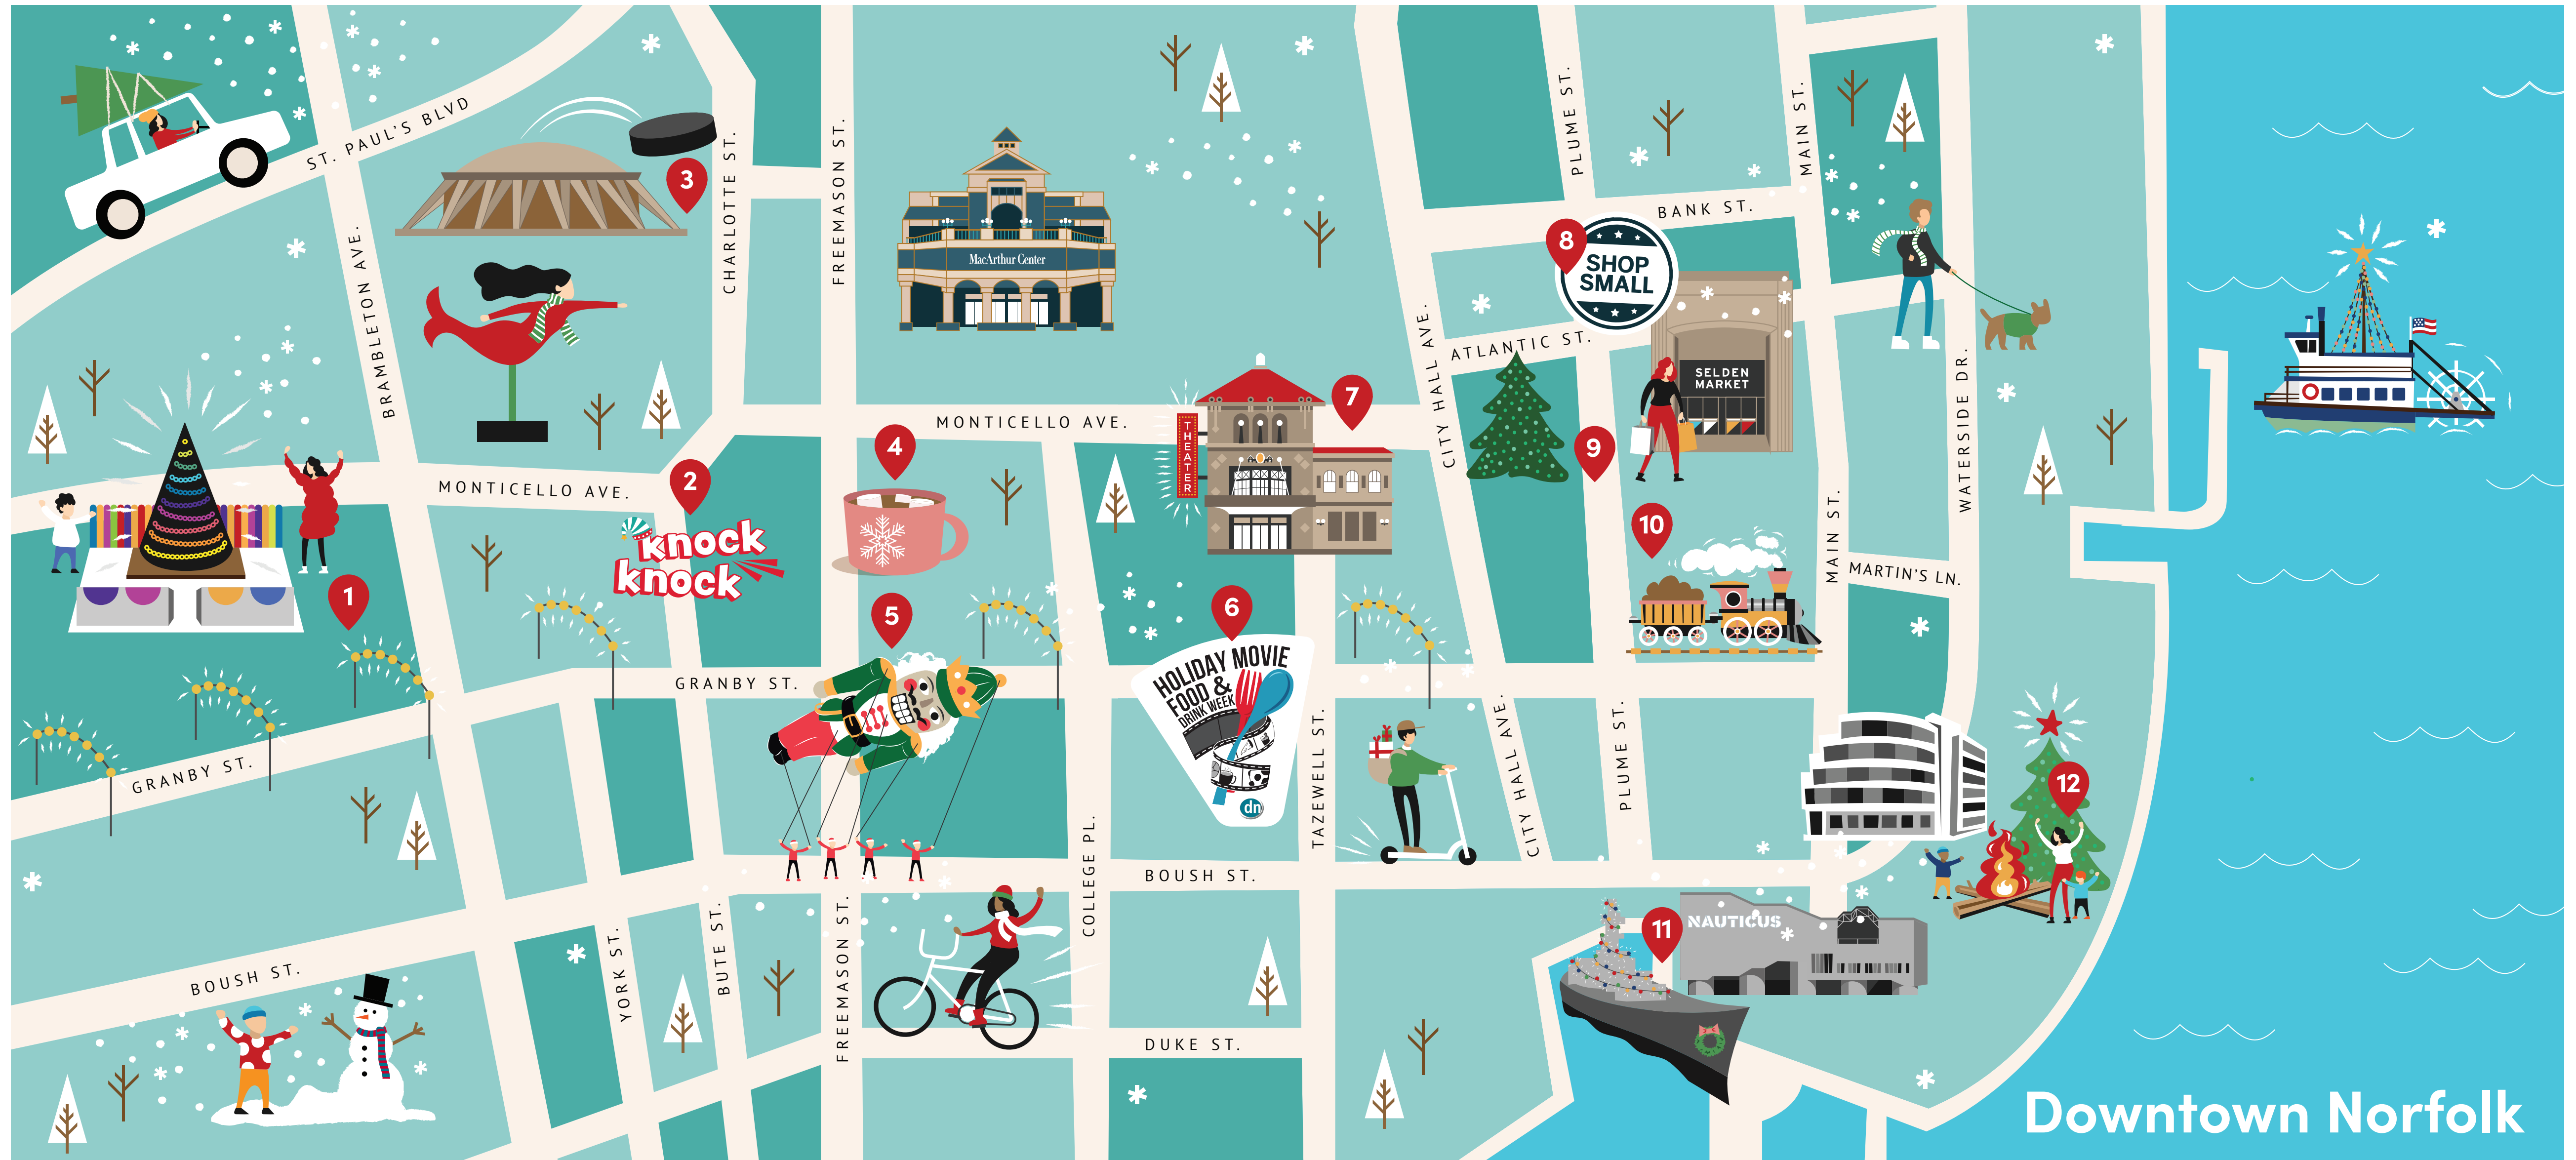 ST. PAUL'S BLVD
BRAMBLETON AVE.
CHARLOTTE ST.
FREEMASON ST.
3
MacArthur Center
PLUME ST.
MAIN ST.
BANK ST.
8
SHOP
SMALL
ATLANTIC ST.
CITY HALL AVE.
SELDEN
MARKET
WATERSIDE DR.
MONTICELLO AVE.
THEATER
7
4
9
MONTICELLO AVE.
2
knock
knock
10
MAIN ST.
MARTIN'S LN.
1
5
6
HOLIDAY MOVIE
FOOD &
DRINK WEEK
dn
GRANBY ST.
GRANBY ST.
TAZEWELL ST.
CITY HALL AVE.
PLUME ST.
12
COLLEGE PL.
BOUSH ST.
BOUSH ST.
YORK ST.
BUTE ST.
FREEMASON ST.
11
NAUTICUS
DUKE ST.
Downtown Norfolk